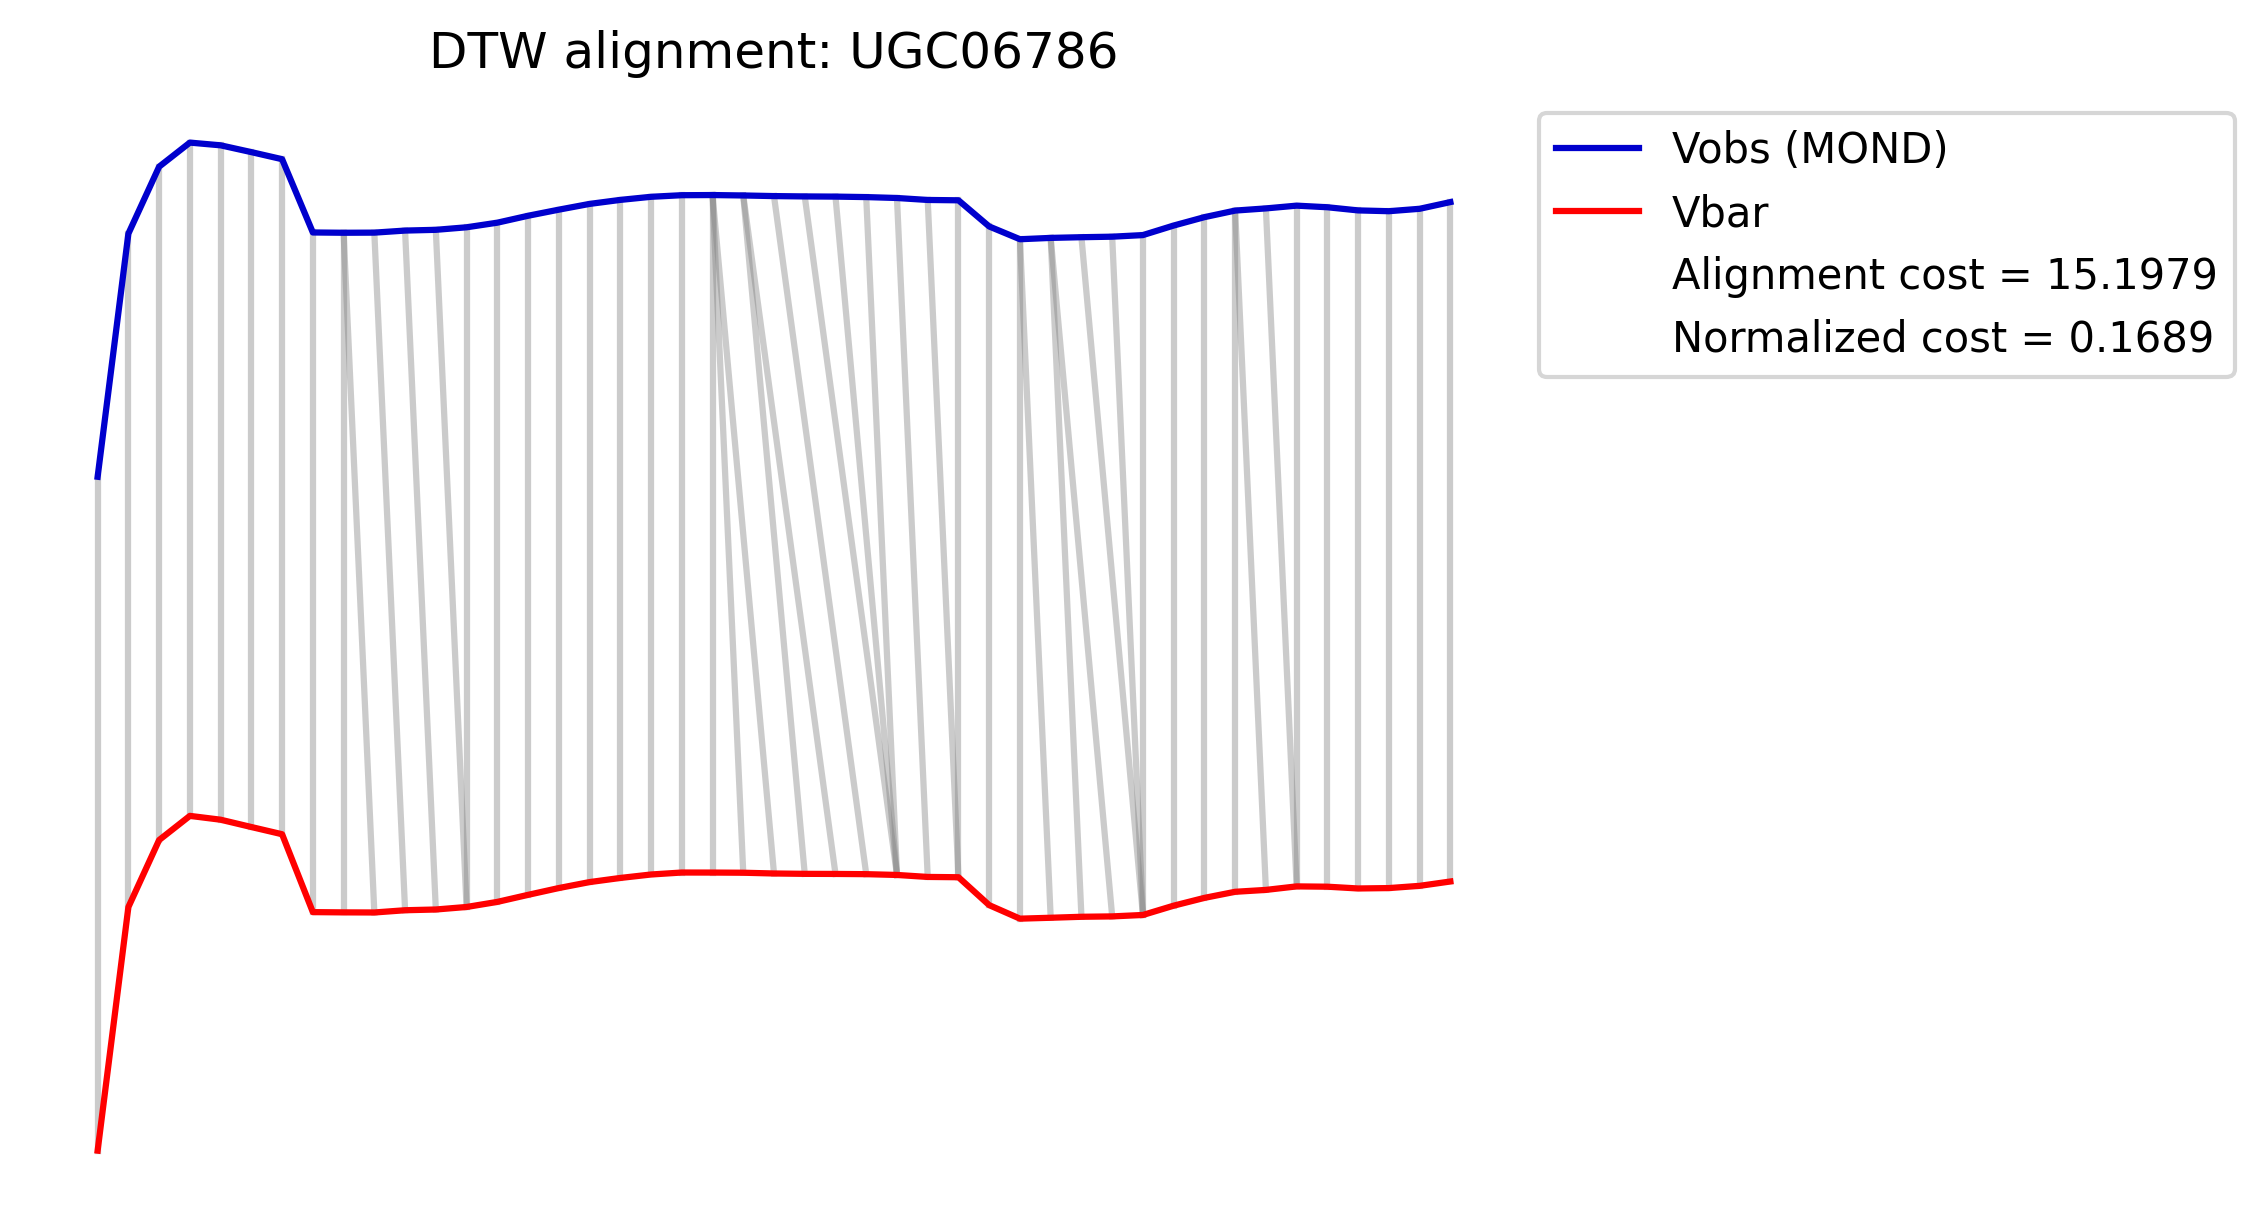 DTW alignment: UGC06786
Vobs (MOND)
Vbar
Alignment cost = 15.1979
Normalized cost = 0.1689